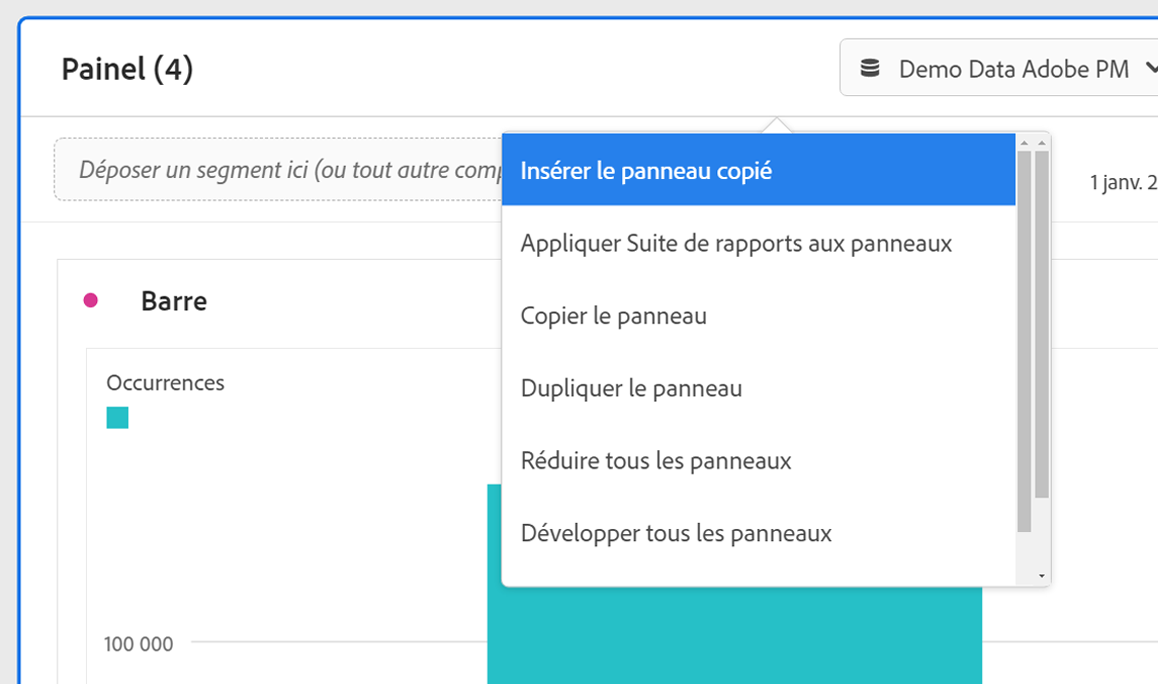 Painel (4)
Demo Data Adobe PM
Déposer un segment ici (ou tout autre
Insérer le panneau copié
1 janv. 2
Appliquer Suite de rapports aux panneaux
Barre
Copier le panneau
Occurrences
Dupliquer le panneau
Réduire tous les panneaux
Développer tous les panneaux
100 000